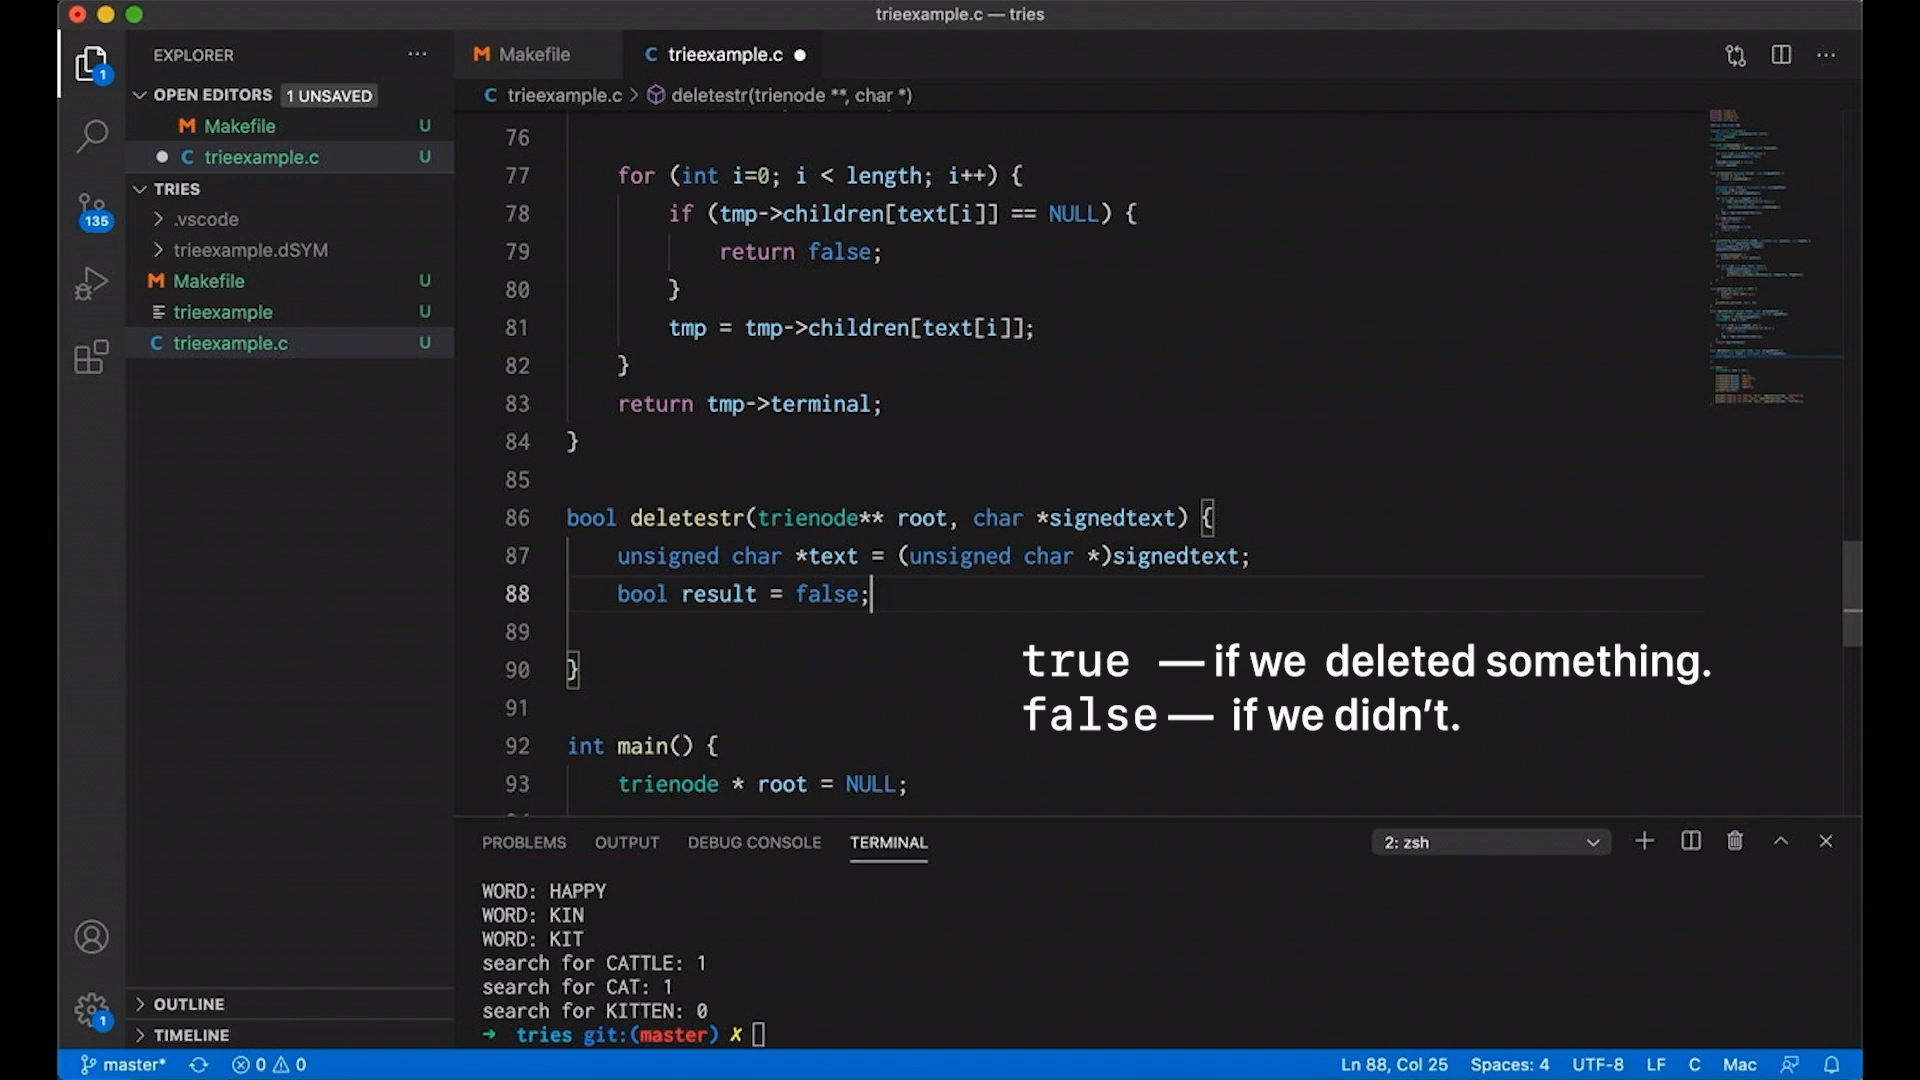 trieexample.c — tries
EXPLORER
OPEN EDITORS 1 UNSAVED
M Makefile U
C trieexample.c U
TRIES
.vscode
trieexample.dSYM
M Makefile U
trieexample U
C trieexample.c U
OUTLINE
TIMELINE
1
135
1
M Makefile
C trieexample.c
C trieexample.c > deletestr(trienode **, char *)
76
77 for (int i=0; i < length; i++) {
78 if (tmp->children[text[i]] == NULL) {
79 return false;
80 }
81 tmp = tmp->children[text[i]];
82 }
83 return tmp->terminal;
84 }
85
86 bool deletestr(trienode** root, char *signedtext) {
87 unsigned char *text = (unsigned char *)signedtext;
88 bool result = false;
89
90 }
91
92 int main() {
93 trienode * root = NULL;
true — if we deleted something.
false — if we didn't.
PROBLEMS OUTPUT DEBUG CONSOLE TERMINAL 2: zsh
WORD: HAPPY
WORD: KIN
WORD: KIT
search for CATTLE: 1
search for CAT: 1
search for KITTEN: 0
➜ tries git:(master) ✗
master* 0 0 Ln 88, Col 25 Spaces: 4 UTF-8 LF C Mac